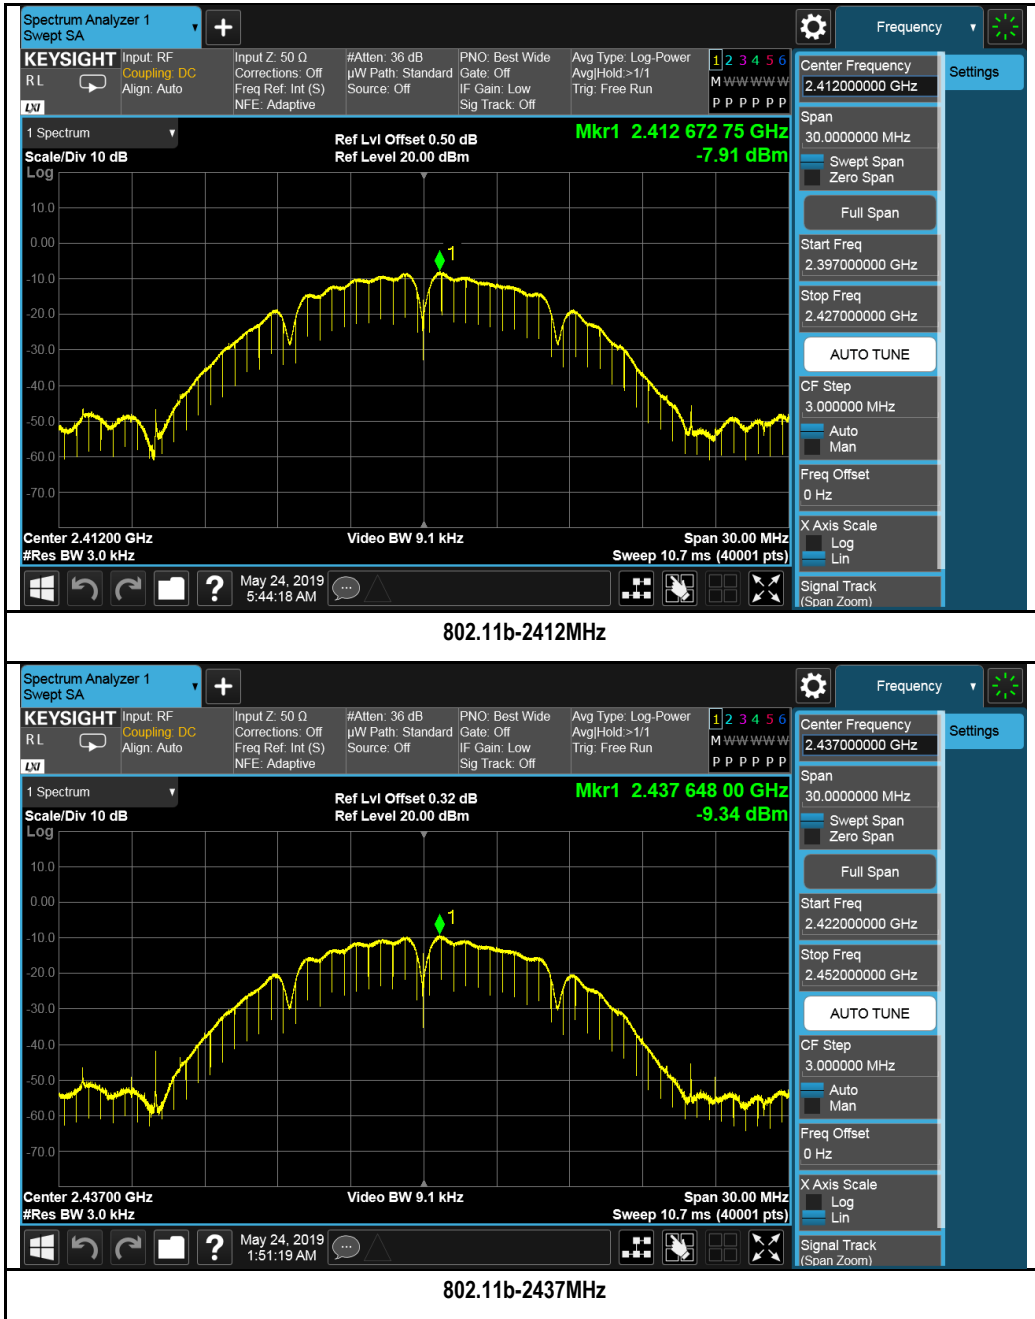 Spectrum Analyzer 1
Swept SA
Frequency
KEYSIGHT
R L
LXI
Input: RF
Coupling: DC
Align: Auto
Input Z: 50 Ω
Corrections: Off
Freq Ref: Int (S)
NFE: Adaptive
#Atten: 36 dB
µW Path: Standard
Source: Off
PNO: Best Wide
Gate: Off
IF Gain: Low
Sig Track: Off
Avg Type: Log-Power
Avg|Hold:>1/1
Trig: Free Run
1 2 3 4 5 6
M W W W W W
P P P P P P
Center Frequency
2.412000000 GHz
Settings
Span
30.0000000 MHz
Swept Span
Zero Span
Full Span
Start Freq
2.397000000 GHz
Stop Freq
2.427000000 GHz
AUTO TUNE
CF Step
3.000000 MHz
Auto
Man
Freq Offset
0 Hz
X Axis Scale
Log
Lin
Signal Track
(Span Zoom)
1 Spectrum
Scale/Div 10 dB
Log
Ref Lvl Offset 0.50 dB
Ref Level 20.00 dBm
Mkr1 2.412 672 75 GHz
-7.91 dBm
10.0
0.00
-10.0
-20.0
-30.0
-40.0
-50.0
-60.0
-70.0
1
Center 2.41200 GHz
#Res BW 3.0 kHz
Video BW 9.1 kHz
Span 30.00 MHz
Sweep 10.7 ms (40001 pts)
May 24, 2019
5:44:18 AM
802.11b-2412MHz
Spectrum Analyzer 1
Swept SA
Frequency
KEYSIGHT
R L
LXI
Input: RF
Coupling: DC
Align: Auto
Input Z: 50 Ω
Corrections: Off
Freq Ref: Int (S)
NFE: Adaptive
#Atten: 36 dB
µW Path: Standard
Source: Off
PNO: Best Wide
Gate: Off
IF Gain: Low
Sig Track: Off
Avg Type: Log-Power
Avg|Hold:>1/1
Trig: Free Run
1 2 3 4 5 6
M W W W W W
P P P P P P
Center Frequency
2.437000000 GHz
Settings
Span
30.0000000 MHz
Swept Span
Zero Span
Full Span
Start Freq
2.422000000 GHz
Stop Freq
2.452000000 GHz
AUTO TUNE
CF Step
3.000000 MHz
Auto
Man
Freq Offset
0 Hz
X Axis Scale
Log
Lin
Signal Track
(Span Zoom)
1 Spectrum
Scale/Div 10 dB
Log
Ref Lvl Offset 0.32 dB
Ref Level 20.00 dBm
Mkr1 2.437 648 00 GHz
-9.34 dBm
10.0
0.00
-10.0
-20.0
-30.0
-40.0
-50.0
-60.0
-70.0
1
Center 2.43700 GHz
#Res BW 3.0 kHz
Video BW 9.1 kHz
Span 30.00 MHz
Sweep 10.7 ms (40001 pts)
May 24, 2019
1:51:19 AM
802.11b-2437MHz